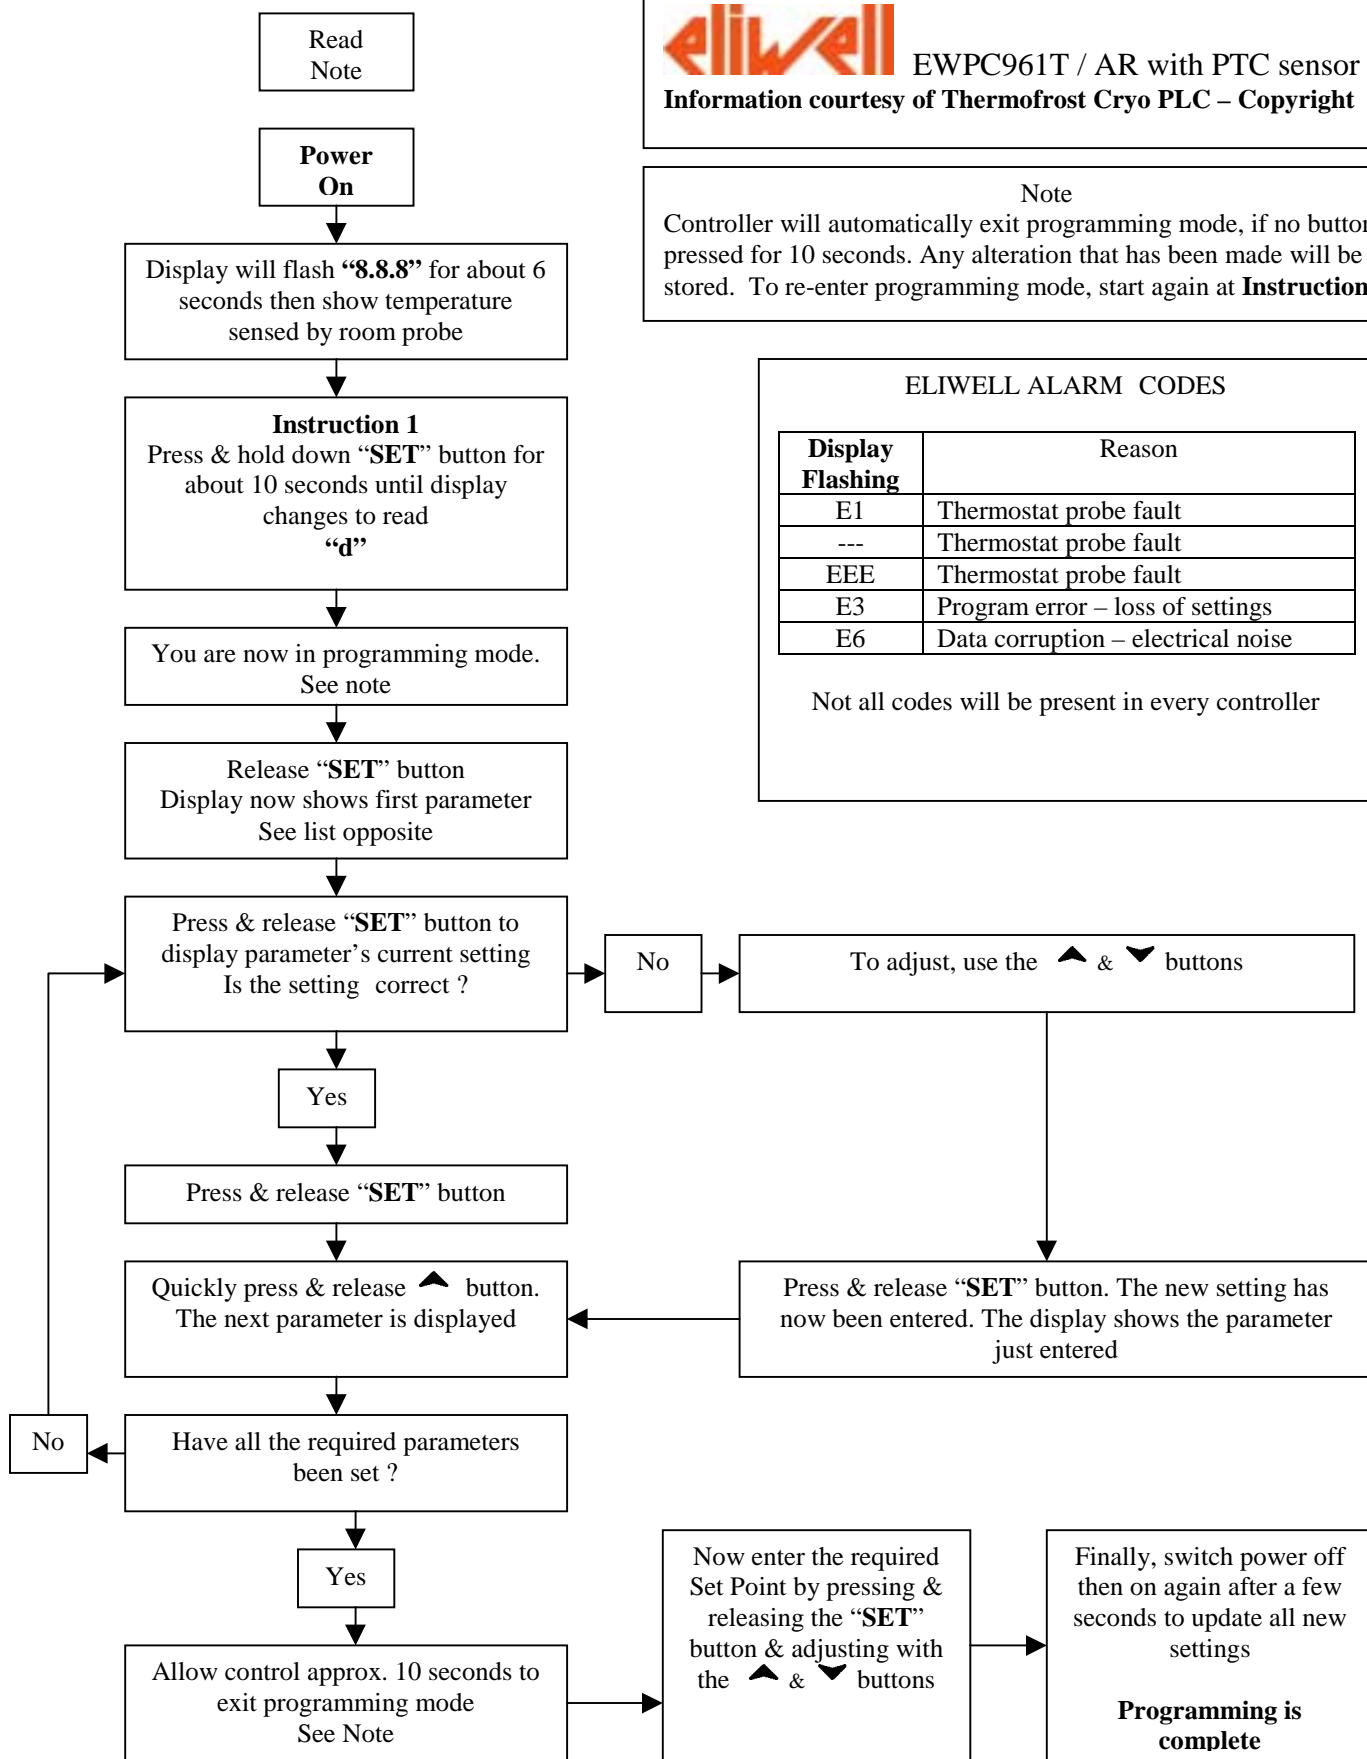 Read
Note
eliwell EWPC961T / AR with PTC sensor
Information courtesy of Thermofrost Cryo PLC – Copyright
Power
On
Note
Controller will automatically exit programming mode, if no button
pressed for 10 seconds. Any alteration that has been made will be
stored. To re-enter programming mode, start again at Instruction
Display will flash “8.8.8” for about 6
seconds then show temperature
sensed by room probe
Instruction 1
Press & hold down “SET” button for
about 10 seconds until display
changes to read
“d”
ELIWELL ALARM CODES
Display
Flashing
Reason
E1 Thermostat probe fault
--- Thermostat probe fault
EEE Thermostat probe fault
E3 Program error – loss of settings
E6 Data corruption – electrical noise
Not all codes will be present in every controller
You are now in programming mode.
See note
Release “SET” button
Display now shows first parameter
See list opposite
Press & release “SET” button to
display parameter’s current setting
Is the setting correct ?
No
To adjust, use the & buttons
Yes
Press & release “SET” button
Quickly press & release button.
The next parameter is displayed
Press & release “SET” button. The new setting has
now been entered. The display shows the parameter
just entered
No
Have all the required parameters
been set ?
Yes
Allow control approx. 10 seconds to
exit programming mode
See Note
Now enter the required
Set Point by pressing &
releasing the “SET”
button & adjusting with
the & buttons
Finally, switch power off
then on again after a few
seconds to update all new
settings
Programming is
complete